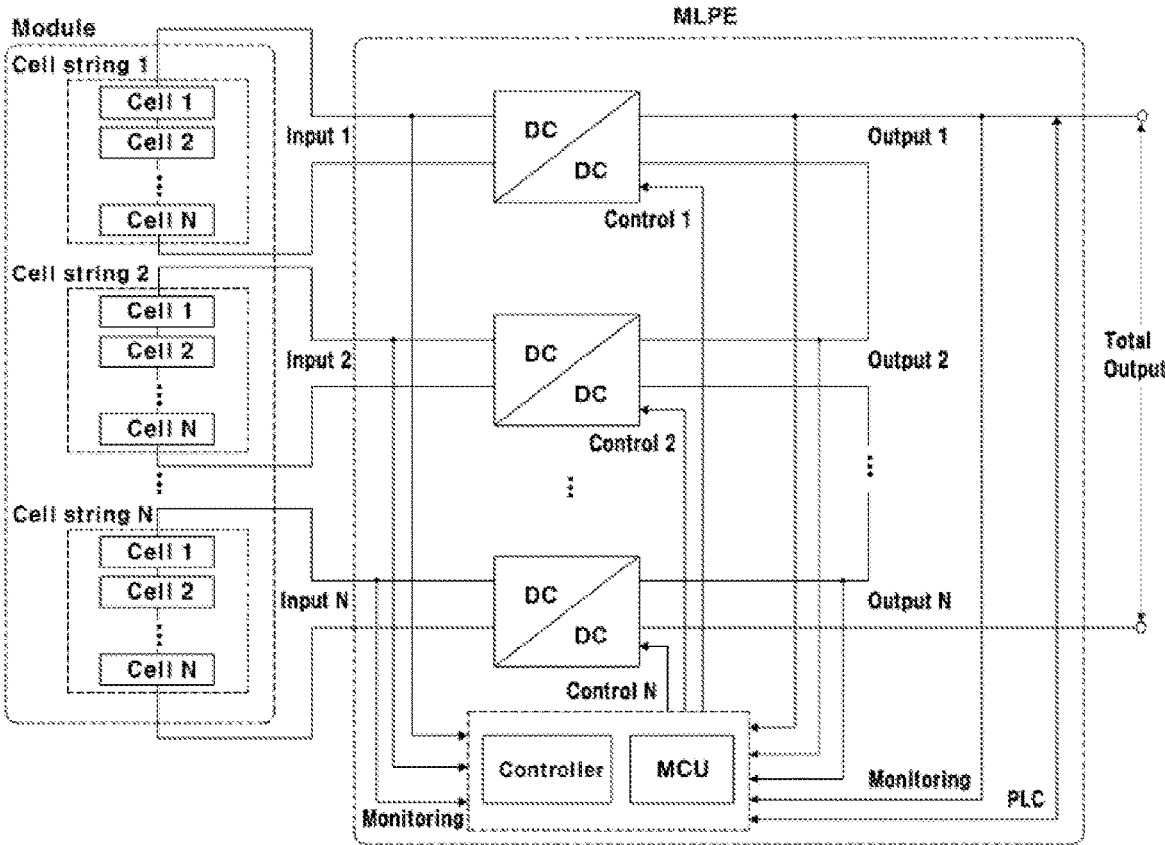 MLPE
Module
Cell string 1
Cell 1
Cell 2
Cell N
Input 1
DC
DC
Output 1
Control 1
Cell string 2
Cell 1
Cell 2
Cell N
Input 2
DC
DC
Output 2
Control 2
Total
Output
Cell string N
Cell 1
Cell 2
Cell N
Input N
DC
DC
Output N
Control N
Controller
MCU
Monitoring
Monitoring
PLC